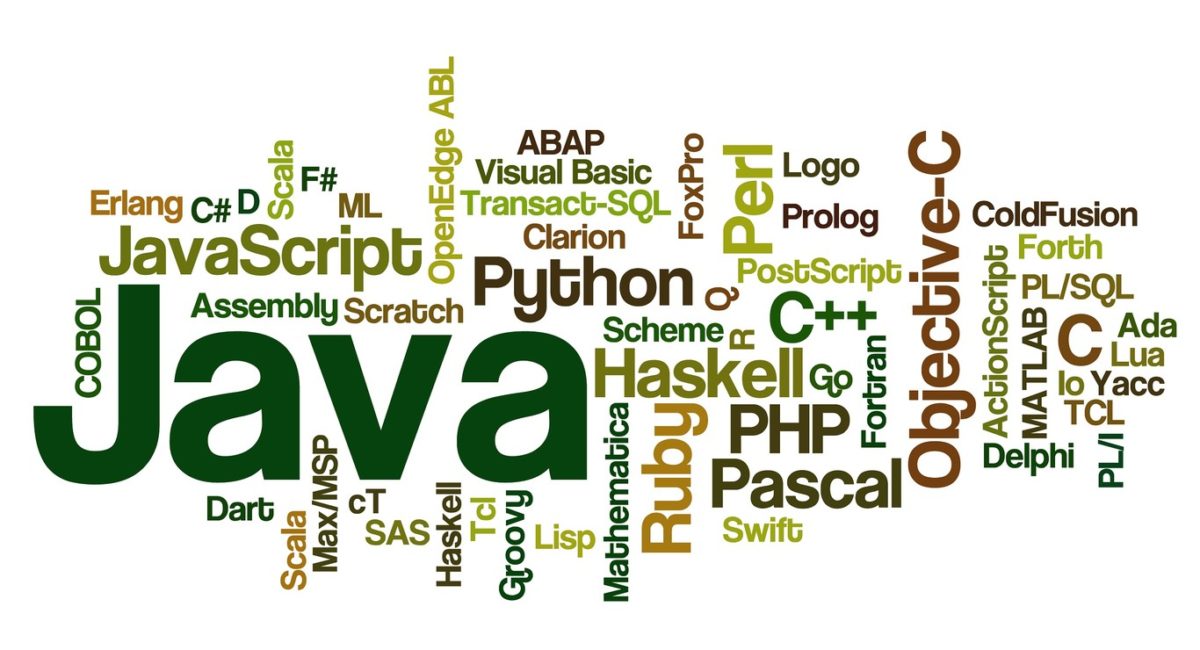 OpenEdge ABL
ABAP
FoxPro
Objective-C
Scala
F#
Visual Basic
Perl
Logo
Erlang
C#
D
ML
Transact-SQL
Prolog
ColdFusion
JavaScript
Clarion
Forth
Python
PostScript
ActionScript
PL/SQL
COBOL
Assembly
Scratch
Q
C++
MATLAB
C
Ada
Java
Scheme
R
Lua
Haskell
Go
Fortran
Io
Yacc
TCL
Mathematica
Ruby
PHP
Delphi
PL/I
Max/MSP
Pascal
Dart
cT
Haskell
Tcl
Groovy
Scala
SAS
Lisp
Swift